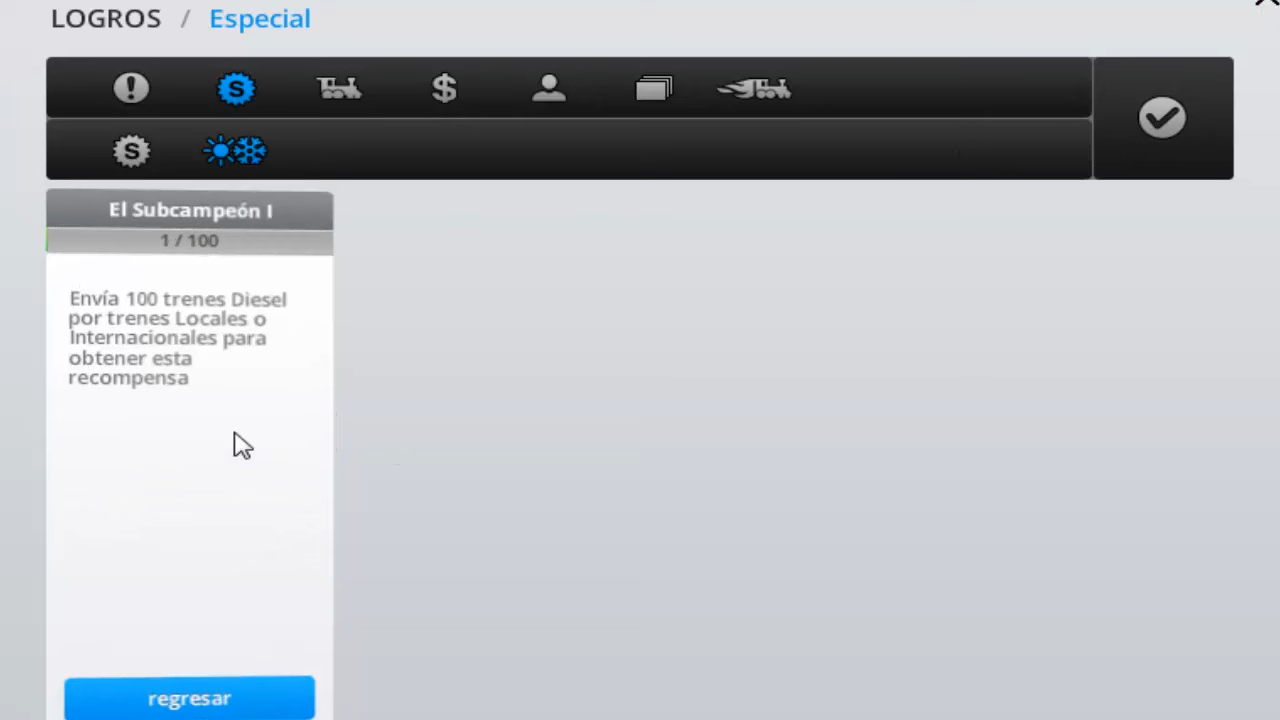 LOGROS / Especial
S
$
S
El Subcampeón I
1 / 100
Envía 100 trenes Diesel
por trenes Locales o
Internacionales para
obtener esta
recompensa
regresar